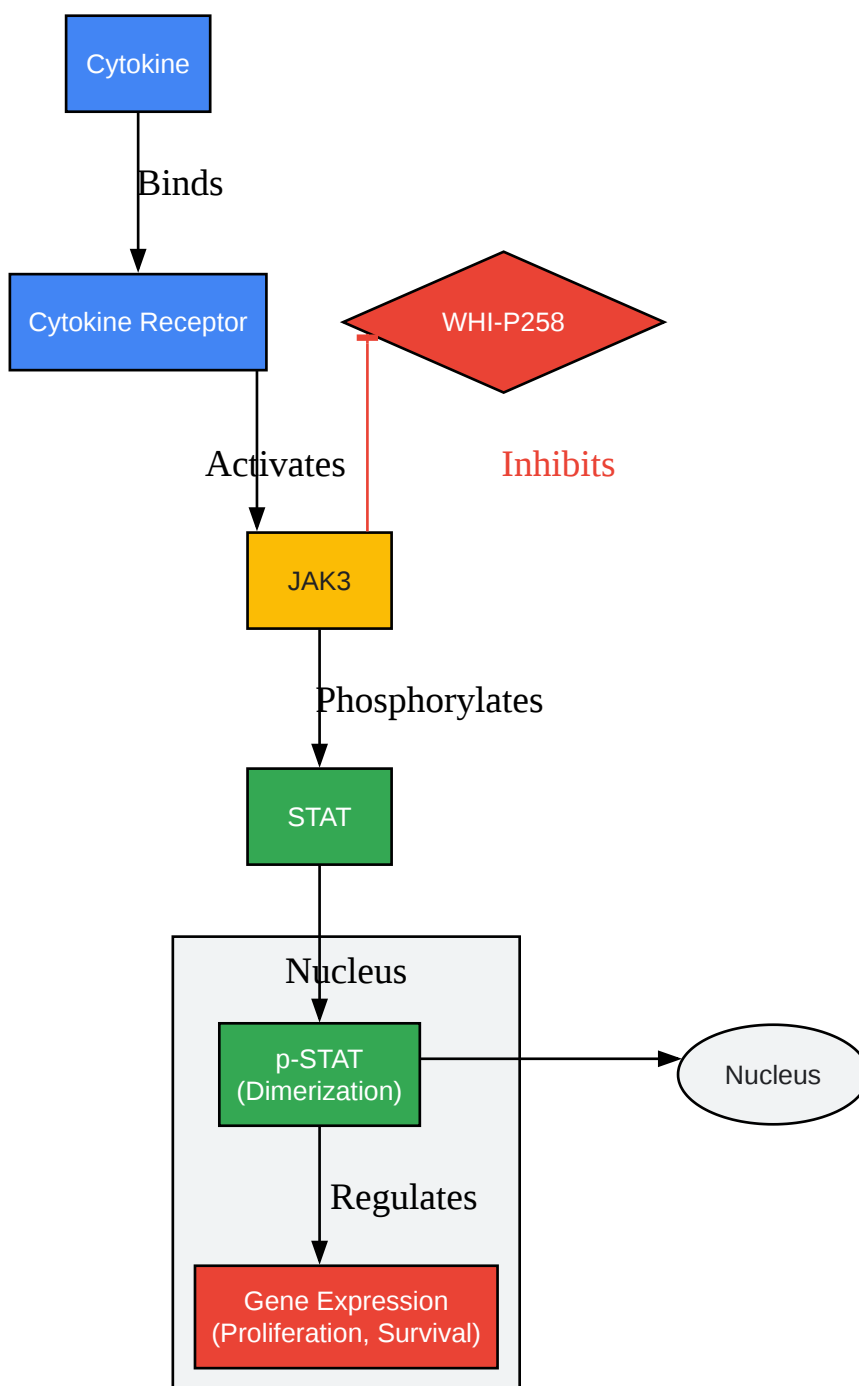 Cytokine
Binds
Cytokine Receptor
WHI-P258
Activates
Inhibits
JAK3
Phosphorylates
STAT
Nucleus
p-STAT
(Dimerization)
Nucleus
Regulates
Gene Expression
(Proliferation, Survival)